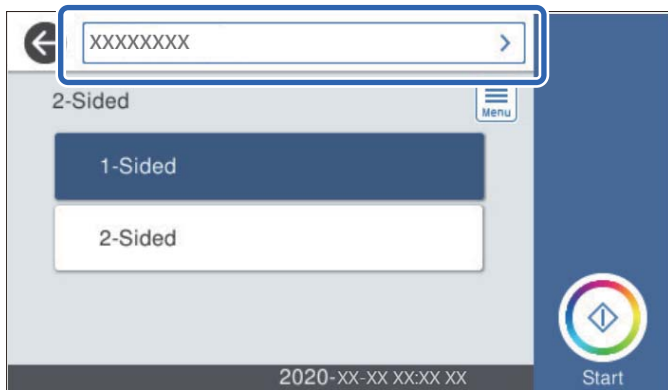 XXXXXXXX
2-Sided
Menu
1-Sided
2-Sided
2020-XX-XX XX:XX XX
Start